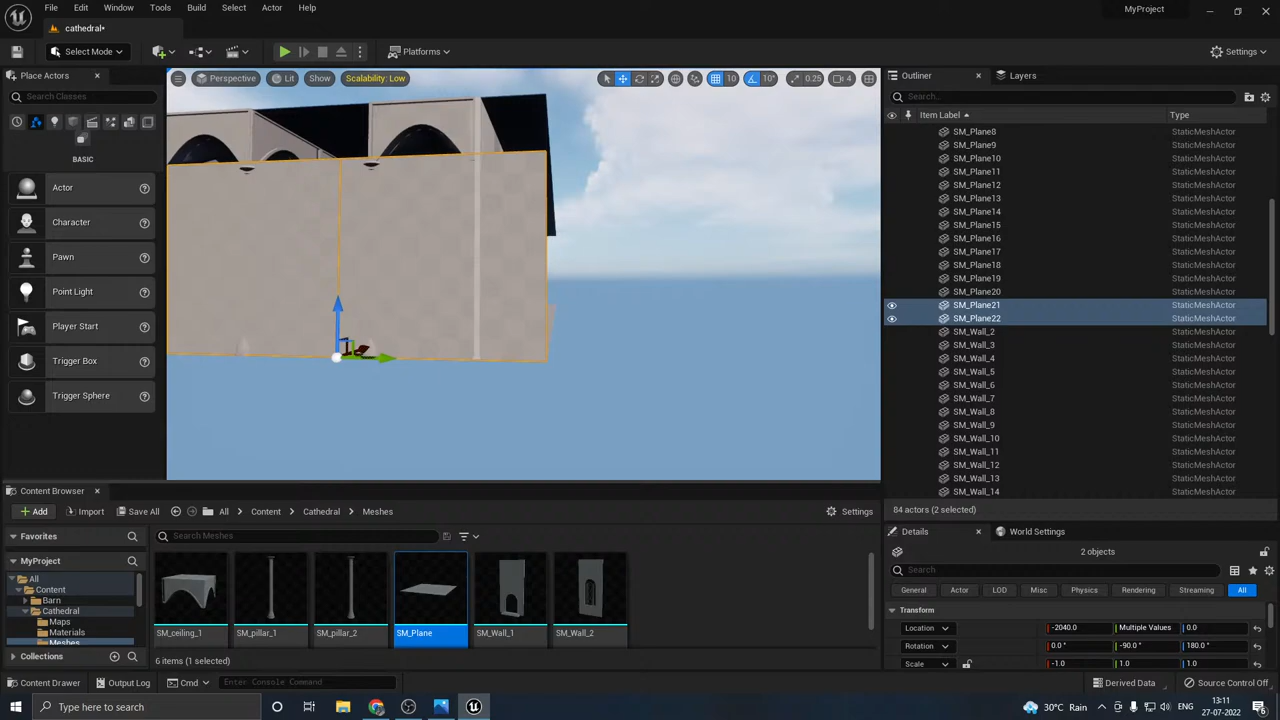 File Edit Window Tools Build Select Actor Help
MyProject
cathedral*
Select Mode
Platforms
Settings
Place Actors
Search Classes
BASIC
Actor
Character
Pawn
Point Light
Player Start
Trigger Box
Trigger Sphere
Perspective Lit Show Scalability: Low
10 10° 0.25 4
Outliner Layers
Search...
Item Label Type
SM_Plane8 StaticMeshActor
SM_Plane9 StaticMeshActor
SM_Plane10 StaticMeshActor
SM_Plane11 StaticMeshActor
SM_Plane12 StaticMeshActor
SM_Plane13 StaticMeshActor
SM_Plane14 StaticMeshActor
SM_Plane15 StaticMeshActor
SM_Plane16 StaticMeshActor
SM_Plane17 StaticMeshActor
SM_Plane18 StaticMeshActor
SM_Plane19 StaticMeshActor
SM_Plane20 StaticMeshActor
SM_Plane21 StaticMeshActor
SM_Plane22 StaticMeshActor
SM_Wall_2 StaticMeshActor
SM_Wall_3 StaticMeshActor
SM_Wall_4 StaticMeshActor
SM_Wall_5 StaticMeshActor
SM_Wall_6 StaticMeshActor
SM_Wall_7 StaticMeshActor
SM_Wall_8 StaticMeshActor
SM_Wall_9 StaticMeshActor
SM_Wall_10 StaticMeshActor
SM_Wall_11 StaticMeshActor
SM_Wall_12 StaticMeshActor
SM_Wall_13 StaticMeshActor
SM_Wall_14 StaticMeshActor
84 actors (2 selected)
Details World Settings
2 objects
Search
General Actor LOD Misc Physics Rendering Streaming All
Transform
Location -2040.0 Multiple Values 0.0
Rotation 0.0 ° -90.0 ° 180.0 °
Scale -1.0 1.0 1.0
Content Browser
Add Import Save All All Content Cathedral Meshes Settings
Favorites
MyProject
All
Content
Barn
Cathedral
Maps
Materials
Meshes
Collections
Search Meshes
SM_ceiling_1 SM_pillar_1 SM_pillar_2 SM_Plane SM_Wall_1 SM_Wall_2
6 items (1 selected)
Content Drawer Output Log Cmd Enter Console Command Derived Data Source Control Off
Type here to search
30°C Rain
13:11
27-07-2022
6